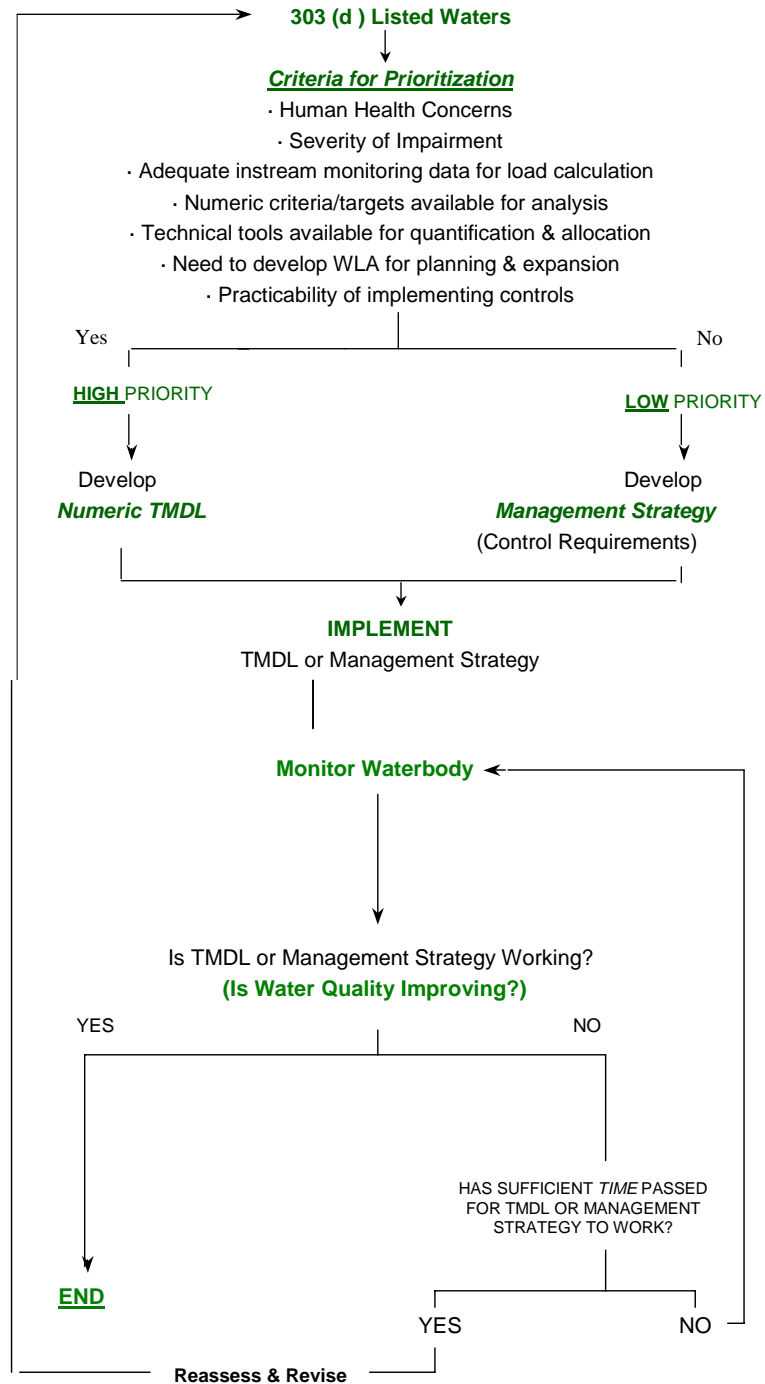 303 (d ) Listed Waters
Criteria for Prioritization
· Human Health Concerns
· Severity of Impairment
· Adequate instream monitoring data for load calculation
· Numeric criteria/targets available for analysis
· Technical tools available for quantification & allocation
· Need to develop WLA for planning & expansion
· Practicability of implementing controls
Yes
No
HIGH PRIORITY
LOW PRIORITY
Develop
Numeric TMDL
Develop
Management Strategy
(Control Requirements)
IMPLEMENT
TMDL or Management Strategy
Monitor Waterbody
Is TMDL or Management Strategy Working?
(Is Water Quality Improving?)
YES
NO
HAS SUFFICIENT TIME PASSED
FOR TMDL OR MANAGEMENT
STRATEGY TO WORK?
END
YES
NO
Reassess & Revise